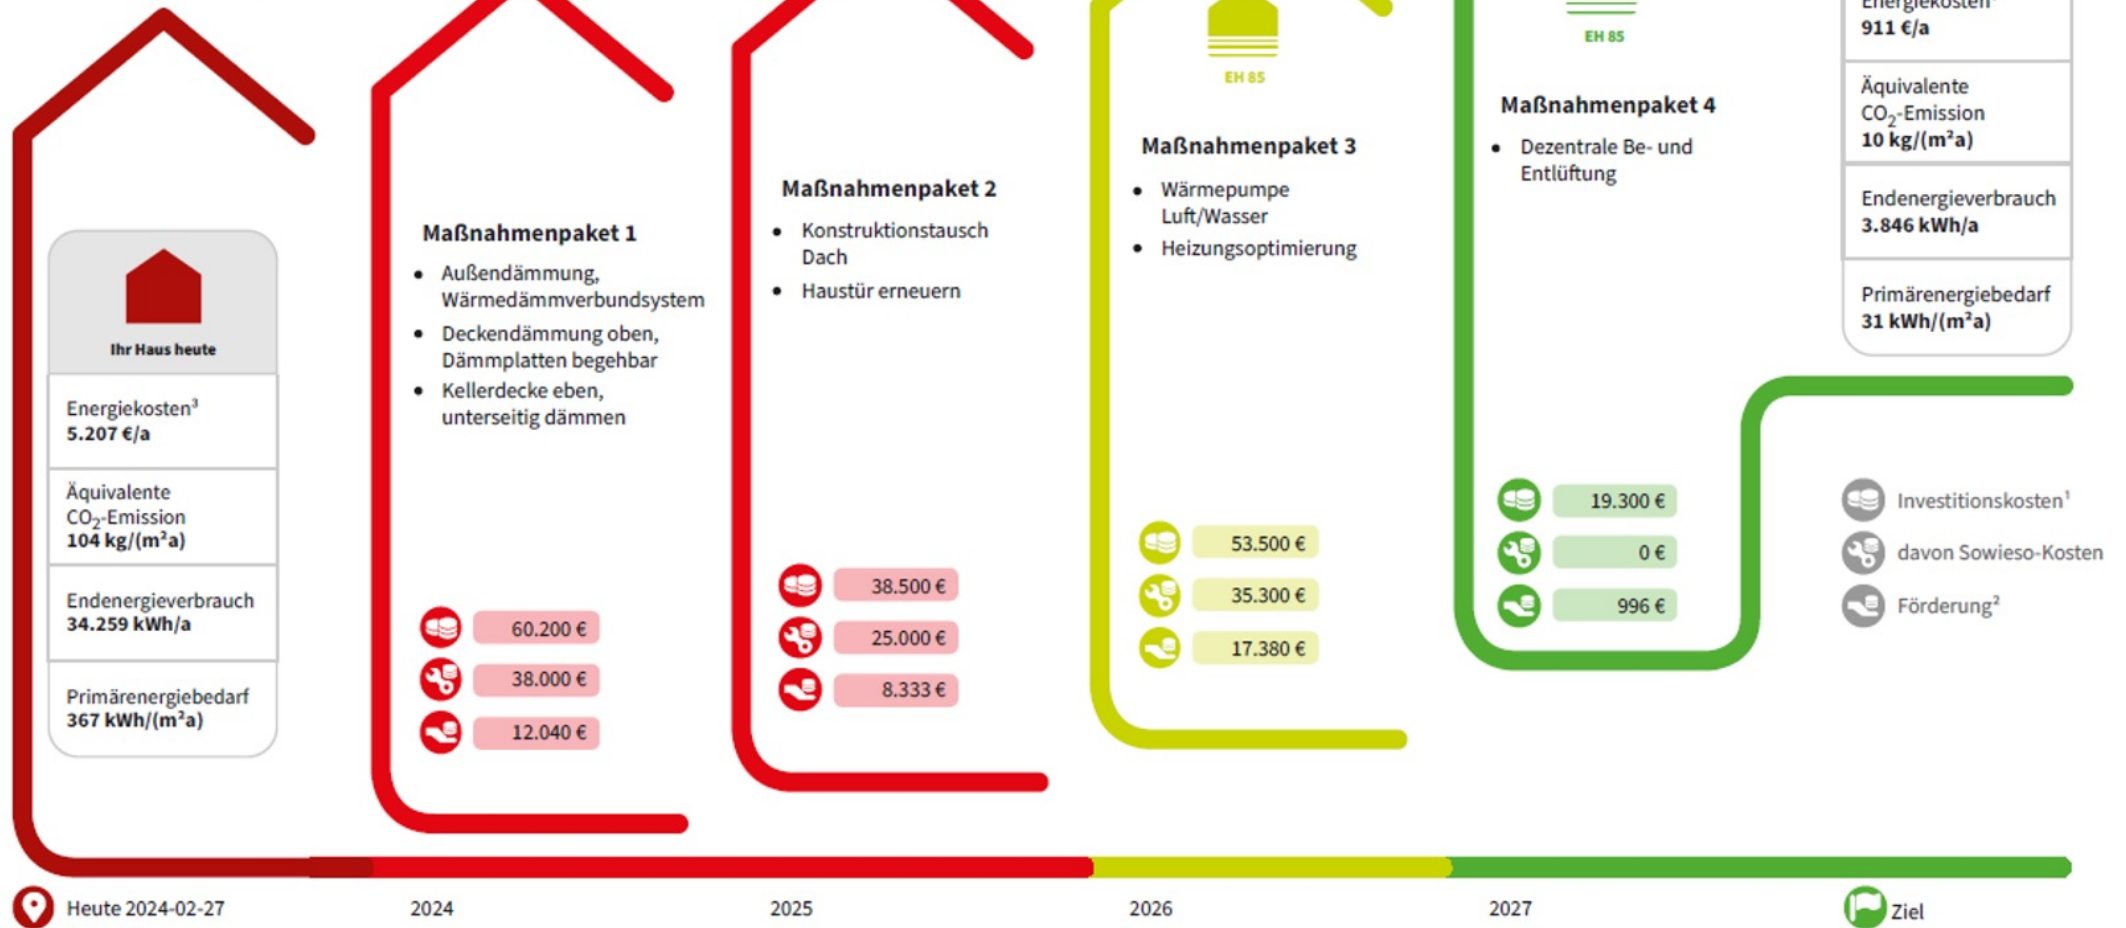 Ihr Haus heute
Energiekosten³
5.207 €/a
Äquivalente
CO₂-Emission
104 kg/(m²a)
Endenergieverbrauch
34.259 kWh/a
Primärenergiebedarf
367 kWh/(m²a)
Maßnahmenpaket 1
• Außendämmung,
Wärmedämmverbundsystem
• Deckendämmung oben,
Dämmplatten begehbar
• Kellerdecke eben,
unterseitig dämmen
60.200 €
38.000 €
12.040 €
Maßnahmenpaket 2
• Konstruktionstausch
Dach
• Haustür erneuern
38.500 €
25.000 €
8.333 €
EH 85
Maßnahmenpaket 3
• Wärmepumpe
Luft/Wasser
• Heizungsoptimierung
53.500 €
35.300 €
17.380 €
EH 85
Maßnahmenpaket 4
• Dezentrale Be- und
Entlüftung
19.300 €
0 €
996 €
Energiekosten³
911 €/a
Äquivalente
CO₂-Emission
10 kg/(m²a)
Endenergieverbrauch
3.846 kWh/a
Primärenergiebedarf
31 kWh/(m²a)
Investitionskosten¹
davon Sowieso-Kosten
Förderung²
Heute 2024-02-27
2024
2025
2026
2027
Ziel